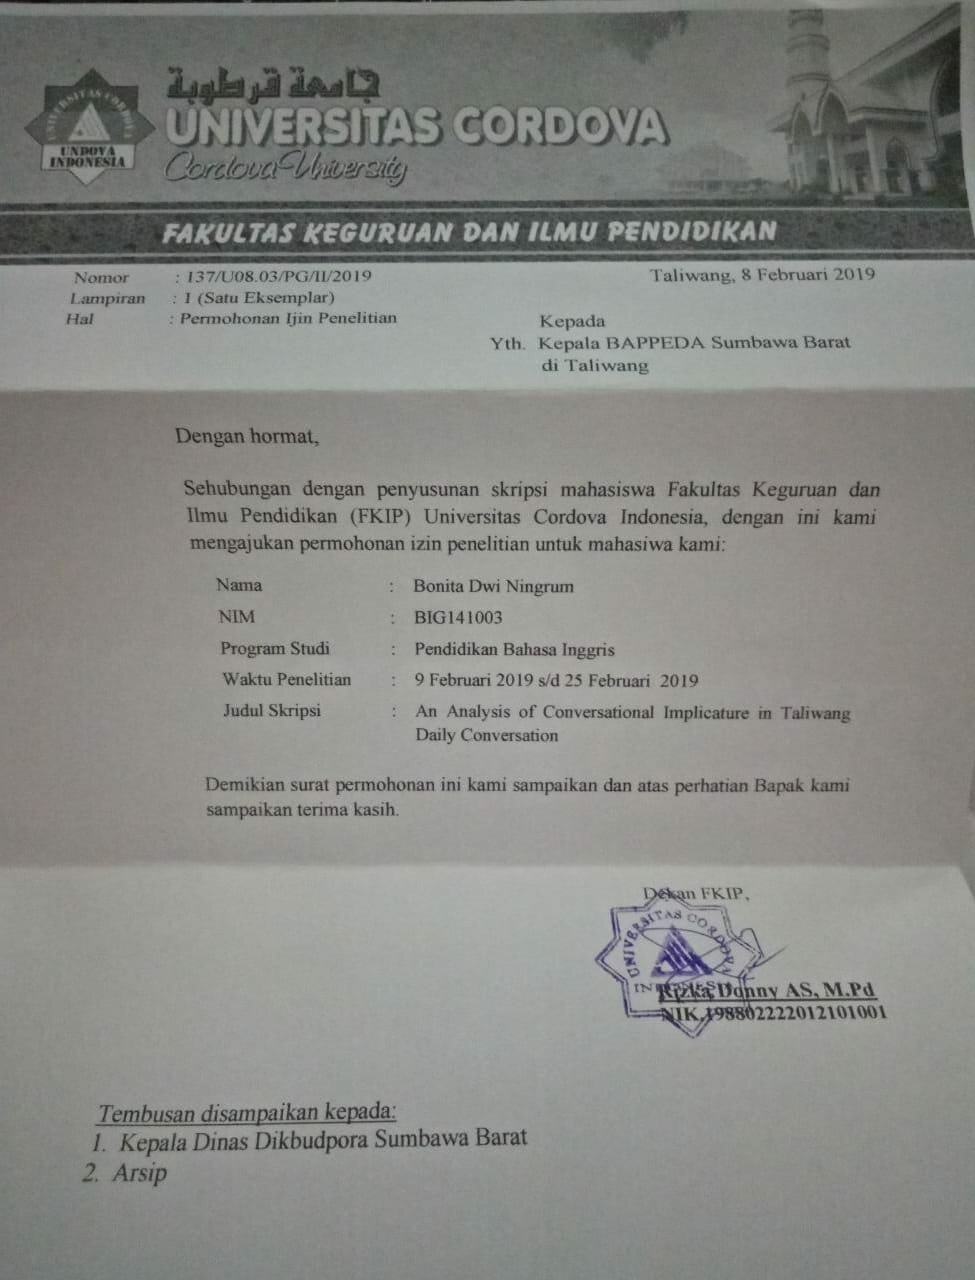 جامعة قرطوبة
UNIVERSITAS CORDOVA
UNIVERSITAS CORDOVA
UNDOVA
INDONESIA
Cordova University
FAKULTAS KEGURUAN DAN ILMU PENDIDIKAN
Nomor : 137/U08.03/PG/II/2019 Taliwang, 8 Februari 2019
Lampiran : 1 (Satu Eksemplar)
Hal : Permohonan Ijin Penelitian
Kepada
Yth. Kepala BAPPEDA Sumbawa Barat
di Taliwang
Dengan hormat,
Sehubungan dengan penyusunan skripsi mahasiswa Fakultas Keguruan dan
Ilmu Pendidikan (FKIP) Universitas Cordova Indonesia, dengan ini kami
mengajukan permohonan izin penelitian untuk mahasiwa kami:
Nama : Bonita Dwi Ningrum
NIM : BIG141003
Program Studi : Pendidikan Bahasa Inggris
Waktu Penelitian : 9 Februari 2019 s/d 25 Februari 2019
Judul Skripsi : An Analysis of Conversational Implicature in Taliwang
Daily Conversation
Demikian surat permohonan ini kami sampaikan dan atas perhatian Bapak kami
sampaikan terima kasih.
Dekan FKIP,
UNIVERSITAS CORDOVA
INDONESIA
Rizka Donny AS, M.Pd
NIK.198802222012101001
Tembusan disampaikan kepada:
1. Kepala Dinas Dikbudpora Sumbawa Barat
2. Arsip